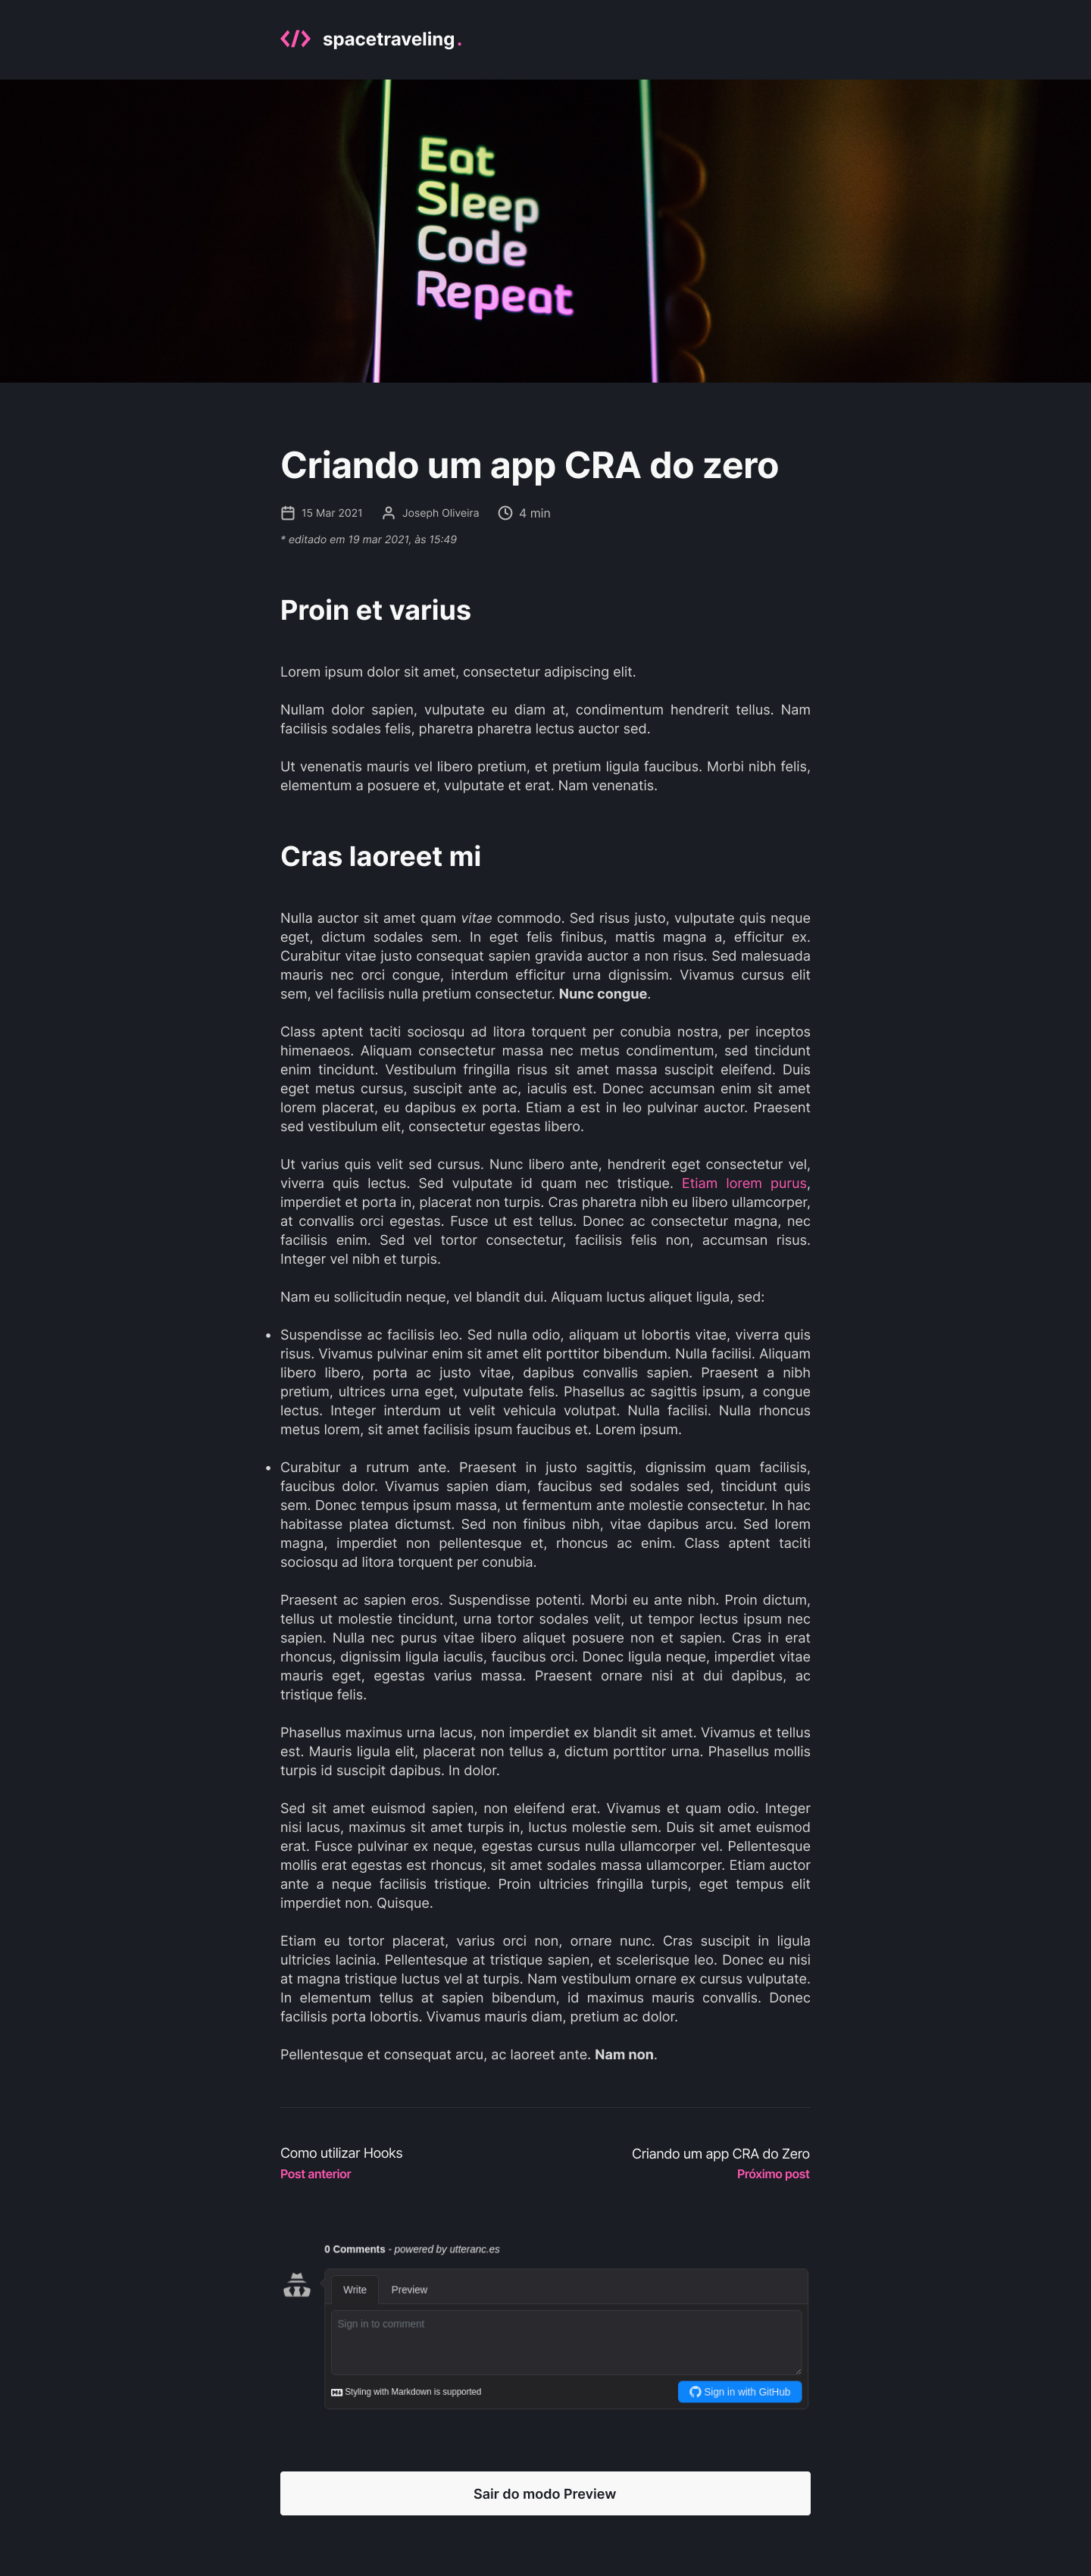 </> spacetraveling.
Eat
Sleep
Code
Repeat
Criando um app CRA do zero
15 Mar 2021 Joseph Oliveira 4 min
* editado em 19 mar 2021, às 15:49
Proin et varius
Lorem ipsum dolor sit amet, consectetur adipiscing elit.
Nullam dolor sapien, vulputate eu diam at, condimentum hendrerit tellus. Nam
facilisis sodales felis, pharetra pharetra lectus auctor sed.
Ut venenatis mauris vel libero pretium, et pretium ligula faucibus. Morbi nibh felis,
elementum a posuere et, vulputate et erat. Nam venenatis.
Cras laoreet mi
Nulla auctor sit amet quam vitae commodo. Sed risus justo, vulputate quis neque
eget, dictum sodales sem. In eget felis finibus, mattis magna a, efficitur ex.
Curabitur vitae justo consequat sapien gravida auctor a non risus. Sed malesuada
mauris nec orci congue, interdum efficitur urna dignissim. Vivamus cursus elit
sem, vel facilisis nulla pretium consectetur. Nunc congue.
Class aptent taciti sociosqu ad litora torquent per conubia nostra, per inceptos
himenaeos. Aliquam consectetur massa nec metus condimentum, sed tincidunt
enim tincidunt. Vestibulum fringilla risus sit amet massa suscipit eleifend. Duis
eget metus cursus, suscipit ante ac, iaculis est. Donec accumsan enim sit amet
lorem placerat, eu dapibus ex porta. Etiam a est in leo pulvinar auctor. Praesent
sed vestibulum elit, consectetur egestas libero.
Ut varius quis velit sed cursus. Nunc libero ante, hendrerit eget consectetur vel,
viverra quis lectus. Sed vulputate id quam nec tristique. Etiam lorem purus,
imperdiet et porta in, placerat non turpis. Cras pharetra nibh eu libero ullamcorper,
at convallis orci egestas. Fusce ut est tellus. Donec ac consectetur magna, nec
facilisis enim. Sed vel tortor consectetur, facilisis felis non, accumsan risus.
Integer vel nibh et turpis.
Nam eu sollicitudin neque, vel blandit dui. Aliquam luctus aliquet ligula, sed:
• Suspendisse ac facilisis leo. Sed nulla odio, aliquam ut lobortis vitae, viverra quis
risus. Vivamus pulvinar enim sit amet elit porttitor bibendum. Nulla facilisi. Aliquam
libero libero, porta ac justo vitae, dapibus convallis sapien. Praesent a nibh
pretium, ultrices urna eget, vulputate felis. Phasellus ac sagittis ipsum, a congue
lectus. Integer interdum ut velit vehicula volutpat. Nulla facilisi. Nulla rhoncus
metus lorem, sit amet facilisis ipsum faucibus et. Lorem ipsum.
• Curabitur a rutrum ante. Praesent in justo sagittis, dignissim quam facilisis,
faucibus dolor. Vivamus sapien diam, faucibus sed sodales sed, tincidunt quis
sem. Donec tempus ipsum massa, ut fermentum ante molestie consectetur. In hac
habitasse platea dictumst. Sed non finibus nibh, vitae dapibus arcu. Sed lorem
magna, imperdiet non pellentesque et, rhoncus ac enim. Class aptent taciti
sociosqu ad litora torquent per conubia.
Praesent ac sapien eros. Suspendisse potenti. Morbi eu ante nibh. Proin dictum,
tellus ut molestie tincidunt, urna tortor sodales velit, ut tempor lectus ipsum nec
sapien. Nulla nec purus vitae libero aliquet posuere non et sapien. Cras in erat
rhoncus, dignissim ligula iaculis, faucibus orci. Donec ligula neque, imperdiet vitae
mauris eget, egestas varius massa. Praesent ornare nisi at dui dapibus, ac
tristique felis.
Phasellus maximus urna lacus, non imperdiet ex blandit sit amet. Vivamus et tellus
est. Mauris ligula elit, placerat non tellus a, dictum porttitor urna. Phasellus mollis
turpis id suscipit dapibus. In dolor.
Sed sit amet euismod sapien, non eleifend erat. Vivamus et quam odio. Integer
nisi lacus, maximus sit amet turpis in, luctus molestie sem. Duis sit amet euismod
erat. Fusce pulvinar ex neque, egestas cursus nulla ullamcorper vel. Pellentesque
mollis erat egestas est rhoncus, sit amet sodales massa ullamcorper. Etiam auctor
ante a neque facilisis tristique. Proin ultricies fringilla turpis, eget tempus elit
imperdiet non. Quisque.
Etiam eu tortor placerat, varius orci non, ornare nunc. Cras suscipit in ligula
ultricies lacinia. Pellentesque at tristique sapien, et scelerisque leo. Donec eu nisi
at magna tristique luctus vel at turpis. Nam vestibulum ornare ex cursus vulputate.
In elementum tellus at sapien bibendum, id maximus mauris convallis. Donec
facilisis porta lobortis. Vivamus mauris diam, pretium ac dolor.
Pellentesque et consequat arcu, ac laoreet ante. Nam non.
Como utilizar Hooks
Post anterior
Criando um app CRA do Zero
Próximo post
0 Comments - powered by utteranc.es
Write Preview
Sign in to comment
Styling with Markdown is supported
Sign in with GitHub
Sair do modo Preview